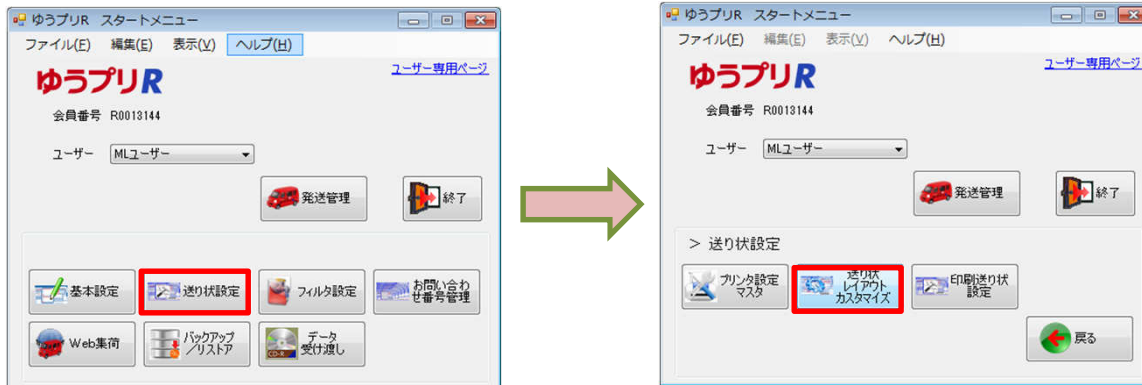 ゆうプリR スタートメニュー
ファイル(F) 編集(E) 表示(V) ヘルプ(H)
ゆうプリR
ユーザー専用ページ
会員番号 R0013144
ユーザー MLユーザー
発送管理
終了
基本設定
送り状設定
フィルタ設定
お問い合わ
せ番号管理
Web集荷
バックアップ
／リストア
CD-R
データ
受け渡し
ゆうプリR スタートメニュー
ファイル(F) 編集(E) 表示(V) ヘルプ(H)
ゆうプリR
ユーザー専用ページ
会員番号 R0013144
ユーザー MLユーザー
発送管理
終了
> 送り状設定
プリンタ設定
マスタ
送り状
レイアウト
カスタマイズ
印刷送り状
設定
戻る